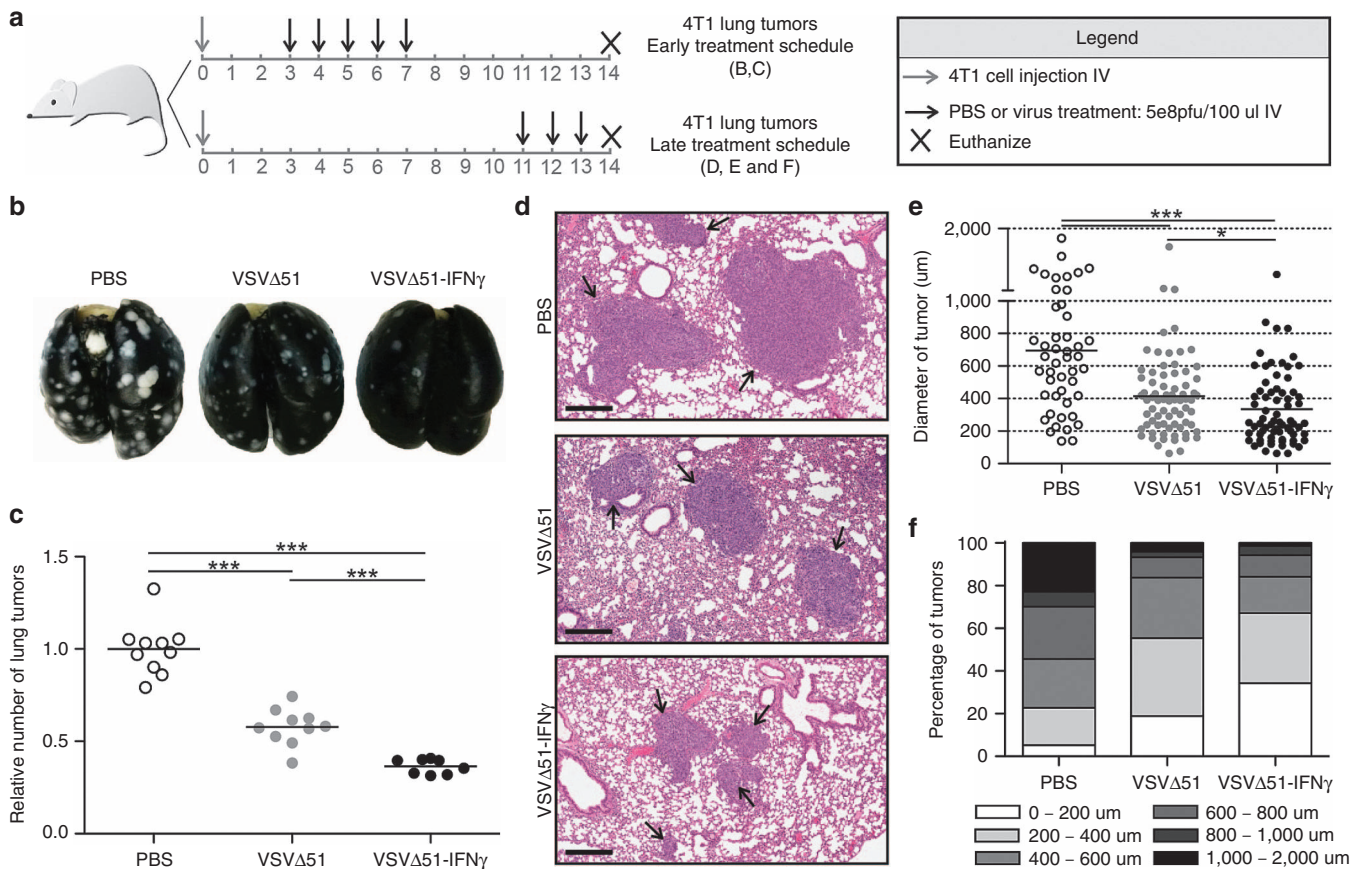 a
4T1 lung tumors
Early treatment schedule
(B,C)
0 1 2 3 4 5 6 7 8 9 10 11 12 13 14
4T1 lung tumors
Late treatment schedule
(D, E and F)
0 1 2 3 4 5 6 7 8 9 10 11 12 13 14
Legend
4T1 cell injection IV
PBS or virus treatment: 5e8pfu/100 ul IV
Euthanize
b
PBS VSVΔ51 VSVΔ51-IFNγ
c
Relative number of lung tumors
1.5
1.0
0.5
0.0
***
*** ***
PBS VSVΔ51 VSVΔ51-IFNγ
d
PBS
VSVΔ51
VSVΔ51-IFNγ
e
Diameter of tumor (um)
2,000
1,000
800
600
400
200
0
***
*
PBS VSVΔ51 VSVΔ51-IFNγ
f
Percentage of tumors
100
80
60
40
20
0
PBS VSVΔ51 VSVΔ51-IFNγ
0 – 200 um
200 – 400 um
400 – 600 um
600 – 800 um
800 – 1,000 um
1,000 – 2,000 um